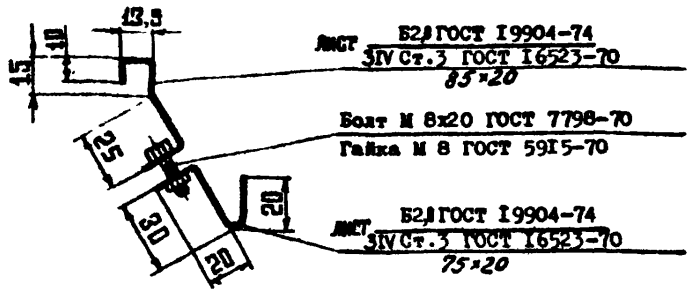 13,5
10
15
Лист Б2,0 ГОСТ 19904-74
3IV Ст.3 ГОСТ 16523-70
85×20
Болт М 8х20 ГОСТ 7798-70
Гайка М 8 ГОСТ 5915-70
25
30
20
20
Лист Б2,0 ГОСТ 19904-74
3IV Ст.3 ГОСТ 16523-70
75×20